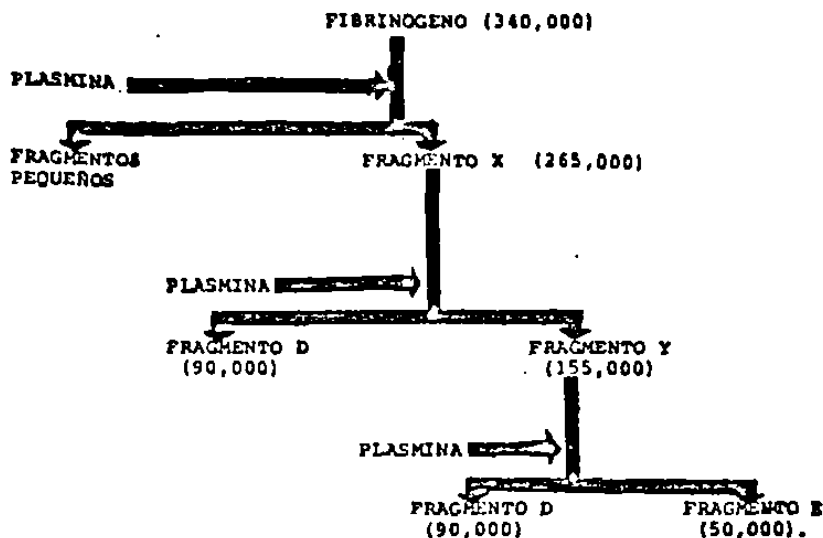 FIBRINOGENO (340,000)
PLASMINA
FRAGMENTOS
PEQUEÑOS
FRAGMENTO X (265,000)
PLASMINA
FRAGMENTO D
(90,000)
FRAGMENTO Y
(155,000)
PLASMINA
FRAGMENTO D
(90,000)
FRAGMENTO E
(50,000).